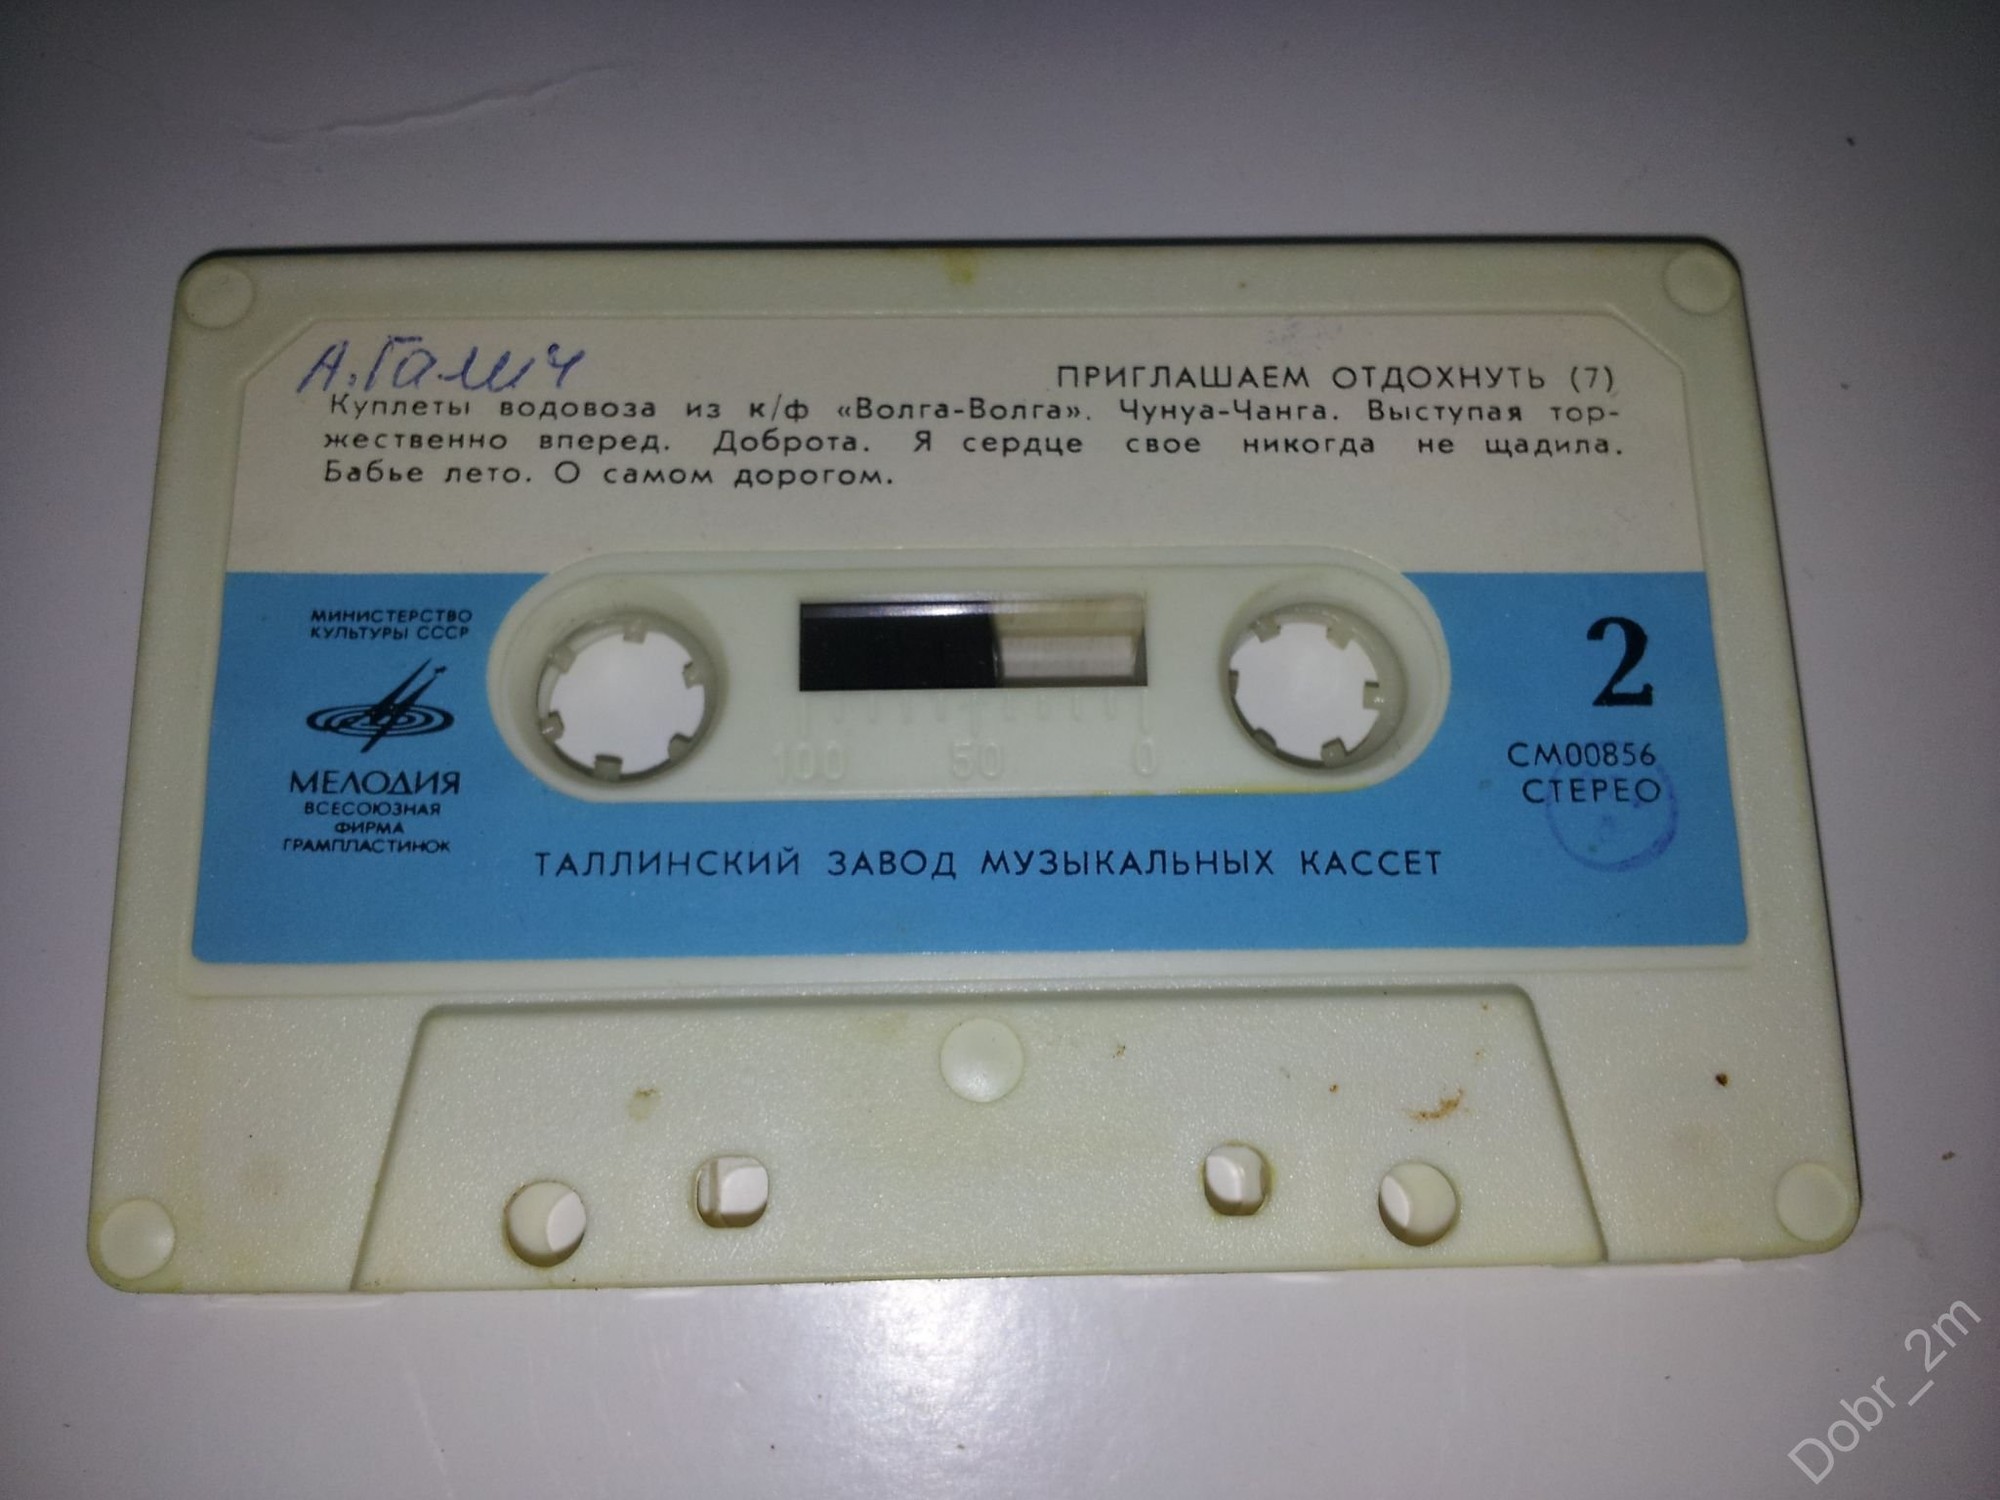 А. Галич
ПРИГЛАШАЕМ ОТДОХНУТЬ (7)
Куплеты водовоза из к/ф «Волга-Волга». Чунуа-Чанга. Выступая тор-
жественно вперед. Доброта. Я сердце свое никогда не щадила.
Бабье лето. О самом дорогом.
МИНИСТЕРСТВО
КУЛЬТУРЫ СССР
МЕЛОДИЯ
ВСЕСОЮЗНАЯ
ФИРМА
ГРАМПЛАСТИНОК
100 50 0
2
СМ00856
СТЕРЕО
ТАЛЛИНСКИЙ ЗАВОД МУЗЫКАЛЬНЫХ КАССЕТ
Dobr_2m